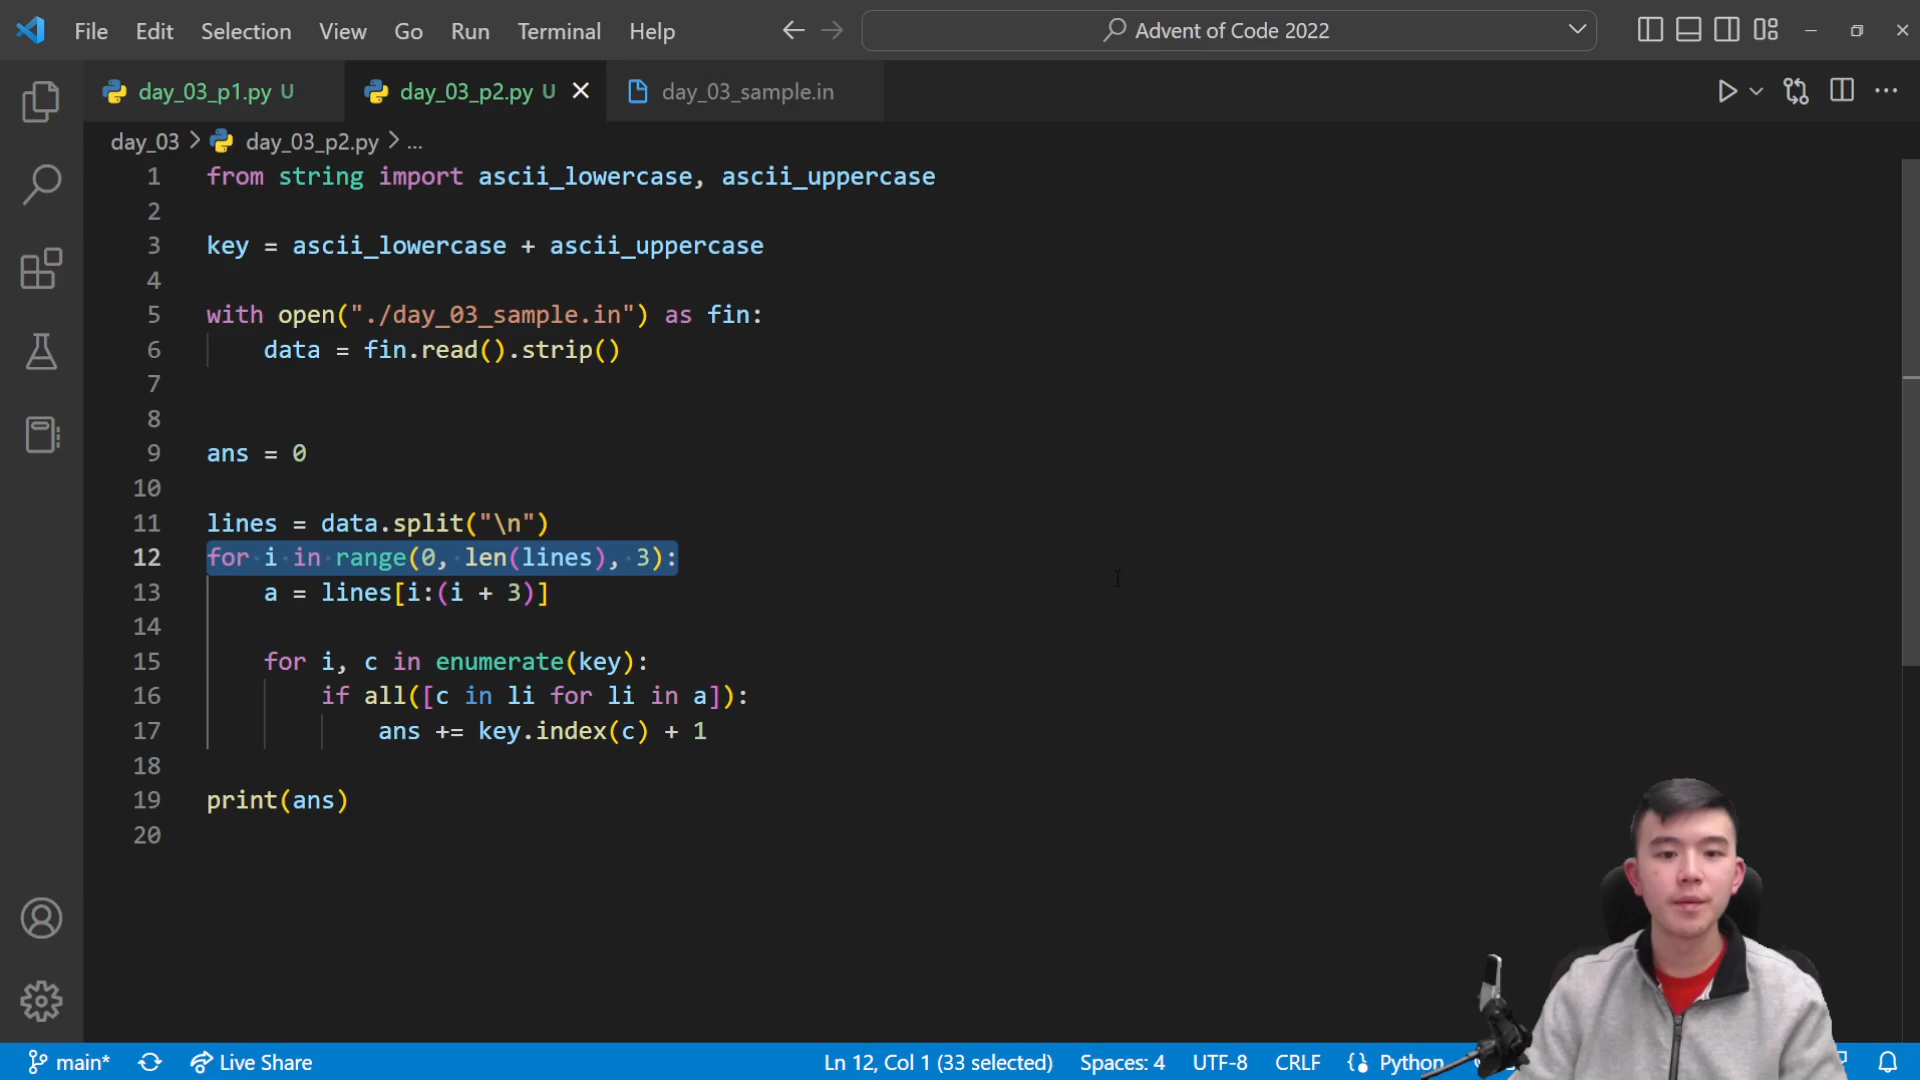 File Edit Selection View Go Run Terminal Help Advent of Code 2022
day_03_p1.py U day_03_p2.py U day_03_sample.in
day_03 > day_03_p2.py > ...
1 from string import ascii_lowercase, ascii_uppercase
2
3 key = ascii_lowercase + ascii_uppercase
4
5 with open("./day_03_sample.in") as fin:
6 data = fin.read().strip()
7
8
9 ans = 0
10
11 lines = data.split("\n")
12 for i in range(0, len(lines), 3):
13 a = lines[i:(i + 3)]
14
15 for i, c in enumerate(key):
16 if all([c in li for li in a]):
17 ans += key.index(c) + 1
18
19 print(ans)
20
main* Live Share Ln 12, Col 1 (33 selected) Spaces: 4 UTF-8 CRLF Python